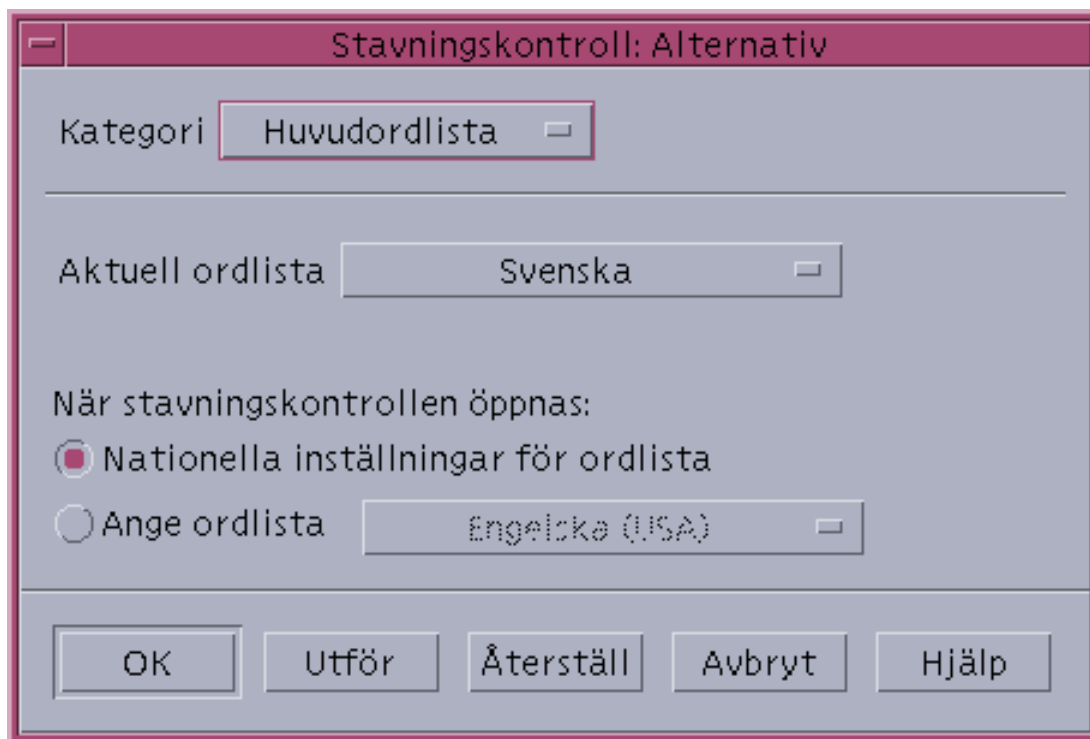 Stavningskontroll: Alternativ
Kategori Huvudordlista
Aktuell ordlista Svenska
När stavningskontrollen öppnas:
Nationella inställningar för ordlista
Ange ordlista Engelska (USA)
OK Utför Återställ Avbryt Hjälp